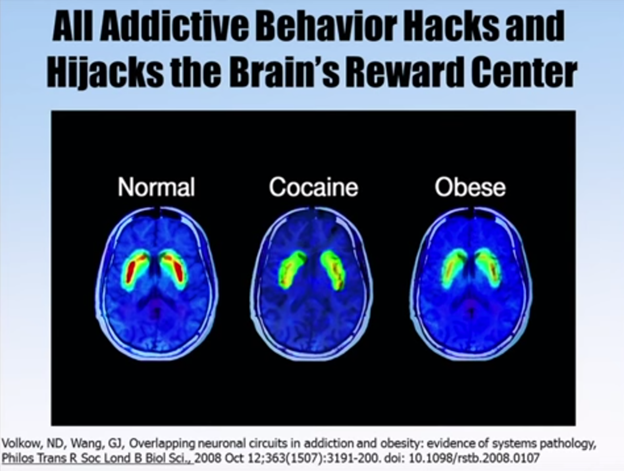 All Addictive Behavior Hacks and
Hijacks the Brain's Reward Center
Normal Cocaine Obese
Volkow, ND, Wang, GJ, Overlapping neuronal circuits in addiction and obesity: evidence of systems pathology,
Philos Trans R Soc Lond B Biol Sci., 2008 Oct 12;363(1507):3191-200. doi: 10.1098/rstb.2008.0107